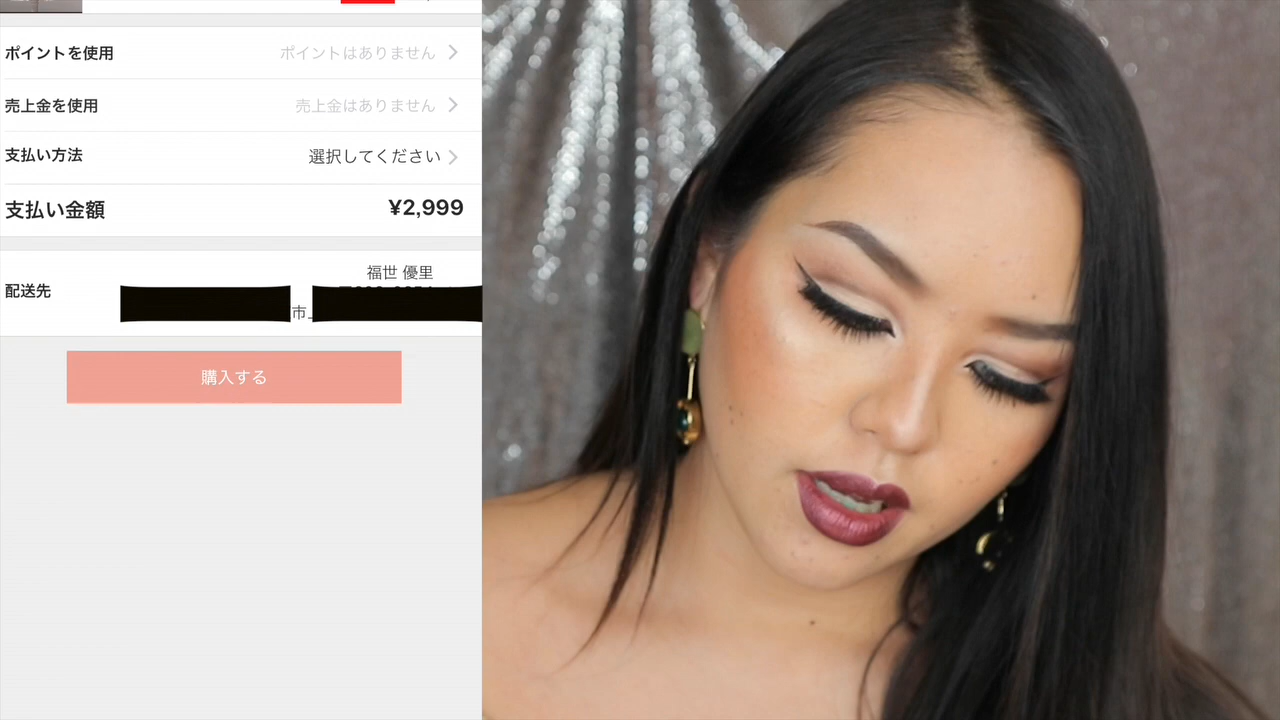 ポイントを使用 ポイントはありません
売上金を使用 売上金はありません
支払い方法 選択してください
支払い金額 ¥2,999
福世 優里
配送先
市
購入する